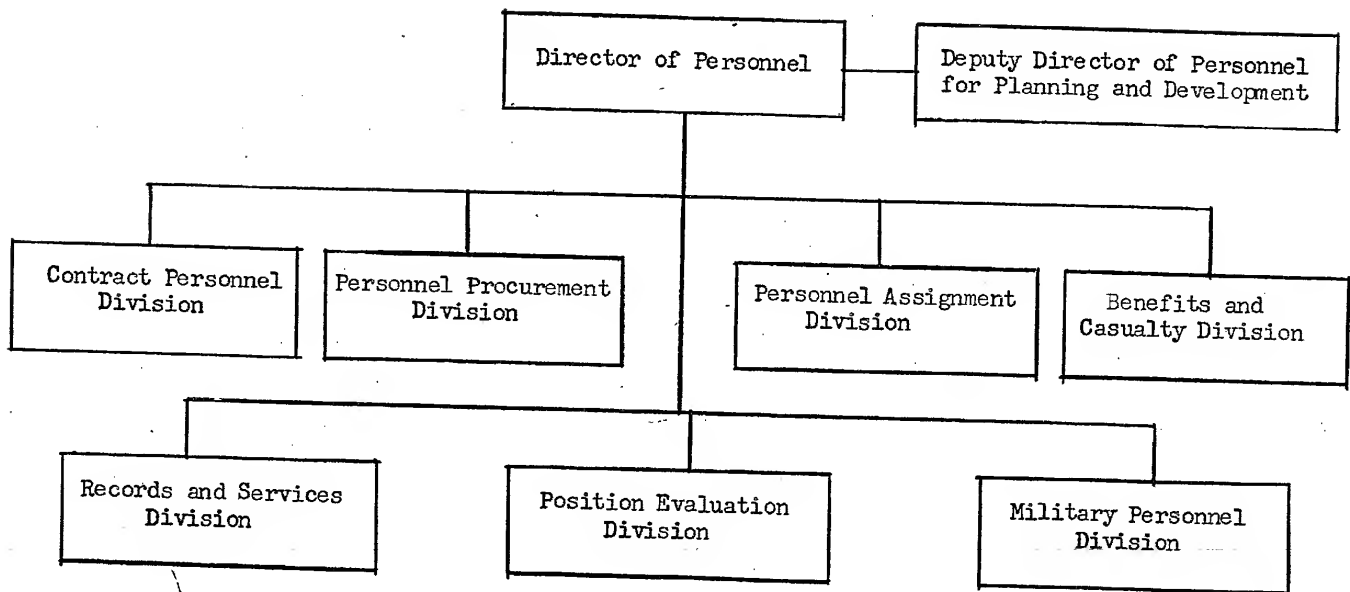 Director of Personnel
Deputy Director of Personnel
for Planning and Development
Contract Personnel
Division
Personnel Procurement
Division
Personnel Assignment
Division
Benefits and
Casualty Division
Records and Services
Division
Position Evaluation
Division
Military Personnel
Division